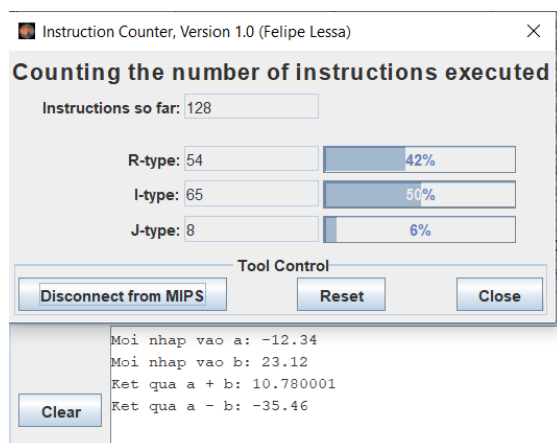 Instruction Counter, Version 1.0 (Felipe Lessa)
Counting the number of instructions executed
Instructions so far: 128
R-type: 54 42%
I-type: 65 50%
J-type: 8 6%
Tool Control
Disconnect from MIPS Reset Close
Moi nhap vao a: -12.34
Moi nhap vao b: 23.12
Ket qua a + b: 10.780001
Ket qua a - b: -35.46
Clear